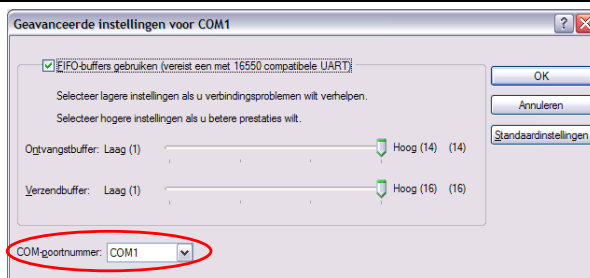 Geavanceerde instellingen voor COM1
FIFO-buffers gebruiken (vereist een met 16550 compatibele UART)
OK
Selecteer lagere instellingen als u verbindingsproblemen wilt verhelpen.
Annuleren
Selecteer hogere instellingen als u betere prestaties wilt.
Standaardinstellingen
Ontvangstbuffer: Laag (1) Hoog (14) (14)
Verzendbuffer: Laag (1) Hoog (16) (16)
COM-poortnummer: COM1